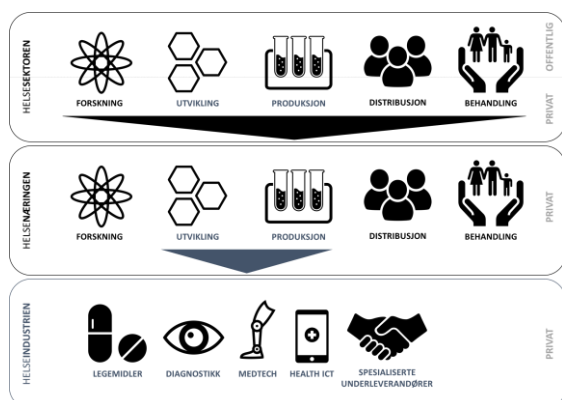 HELSESEKTOREN
FORSKNING
UTVIKLING
PRODUKSJON
DISTRIBUSJON
BEHANDLING
OFFENTLIG
PRIVAT
HELSENÆRINGEN
FORSKNING
UTVIKLING
PRODUKSJON
DISTRIBUSJON
BEHANDLING
PRIVAT
HELSEINDUSTRIEN
LEGEMIDLER
DIAGNOSTIKK
MEDTECH
HEALTH ICT
SPESIALISERTE
UNDERLEVERANDØRER
PRIVAT